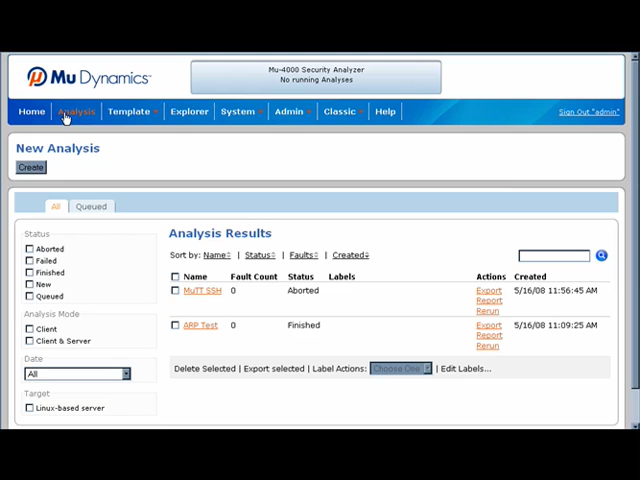 Mu Dynamics
Mu-4000 Security Analyzer
No running Analyses
Home Analysis Template Explorer System Admin Classic Help Sign Out "admin"
New Analysis
Create
All Queued
Status
Aborted
Failed
Finished
New
Queued
Analysis Mode
Client
Client & Server
Date
All
Target
Linux-based server
Analysis Results
Sort by: Name | Status | Faults | Created
Name Fault Count Status Labels Actions Created
MuTT SSH 0 Aborted Export 5/16/08 11:56:45 AM
Report
Rerun
ARP Test 0 Finished Export 5/16/08 11:09:25 AM
Report
Rerun
Delete Selected | Export selected | Label Actions: Choose One | Edit Labels...